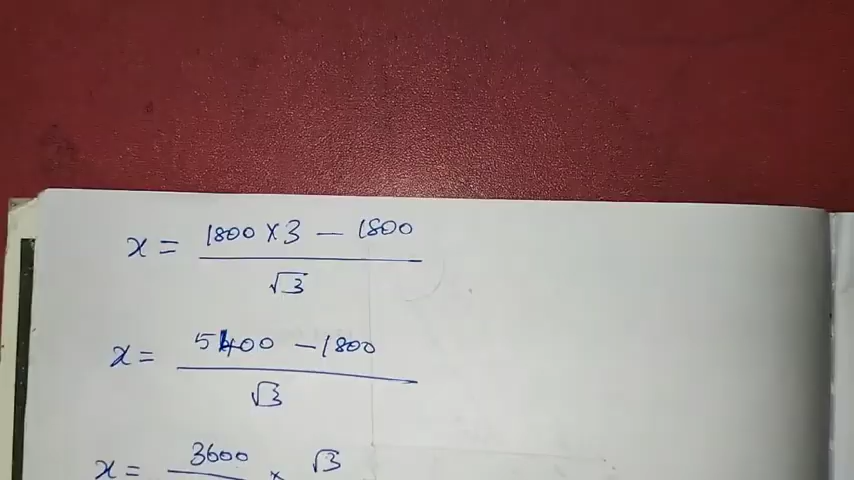 x = 1800 × 3 − 1800
√3
x = 5400 − 1800
√3
x = 3600 × √3